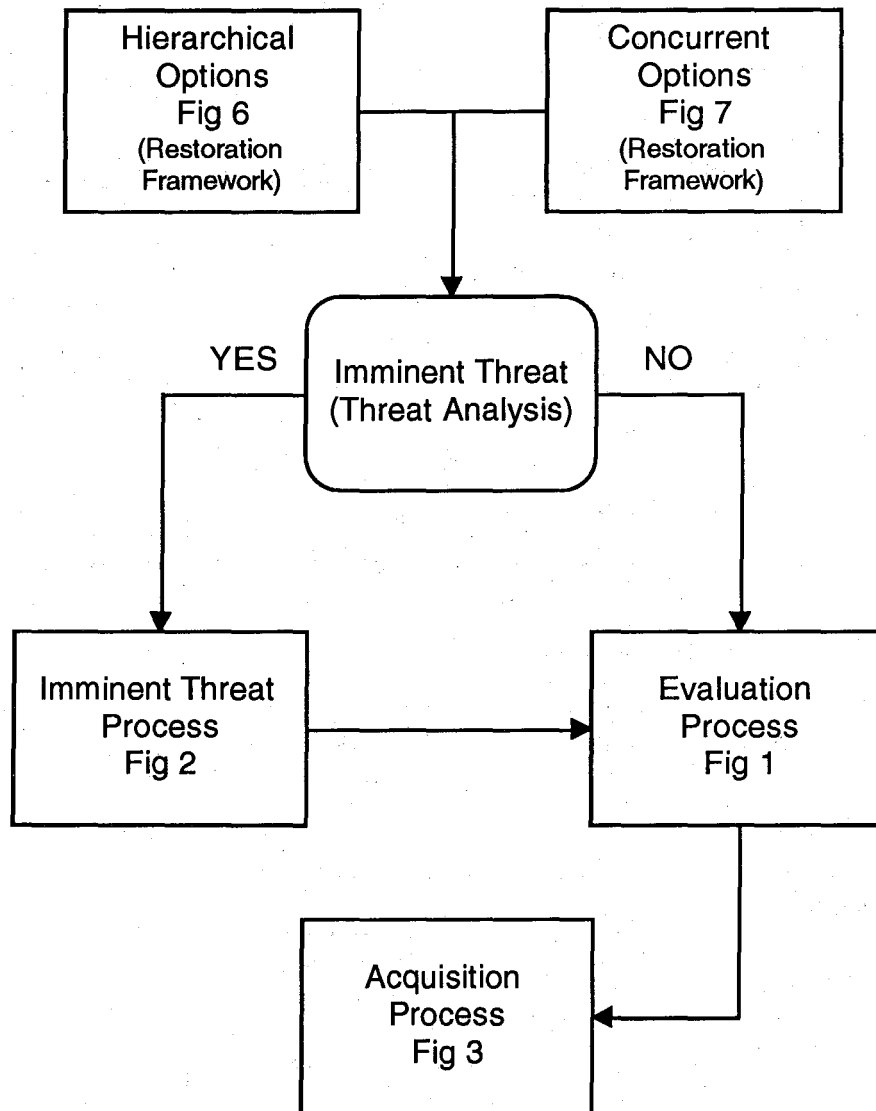 Hierarchical
Options
Fig 6
(Restoration
Framework)
Concurrent
Options
Fig 7
(Restoration
Framework)
YES
Imminent Threat
(Threat Analysis)
NO
Imminent Threat
Process
Fig 2
Evaluation
Process
Fig 1
Acquisition
Process
Fig 3